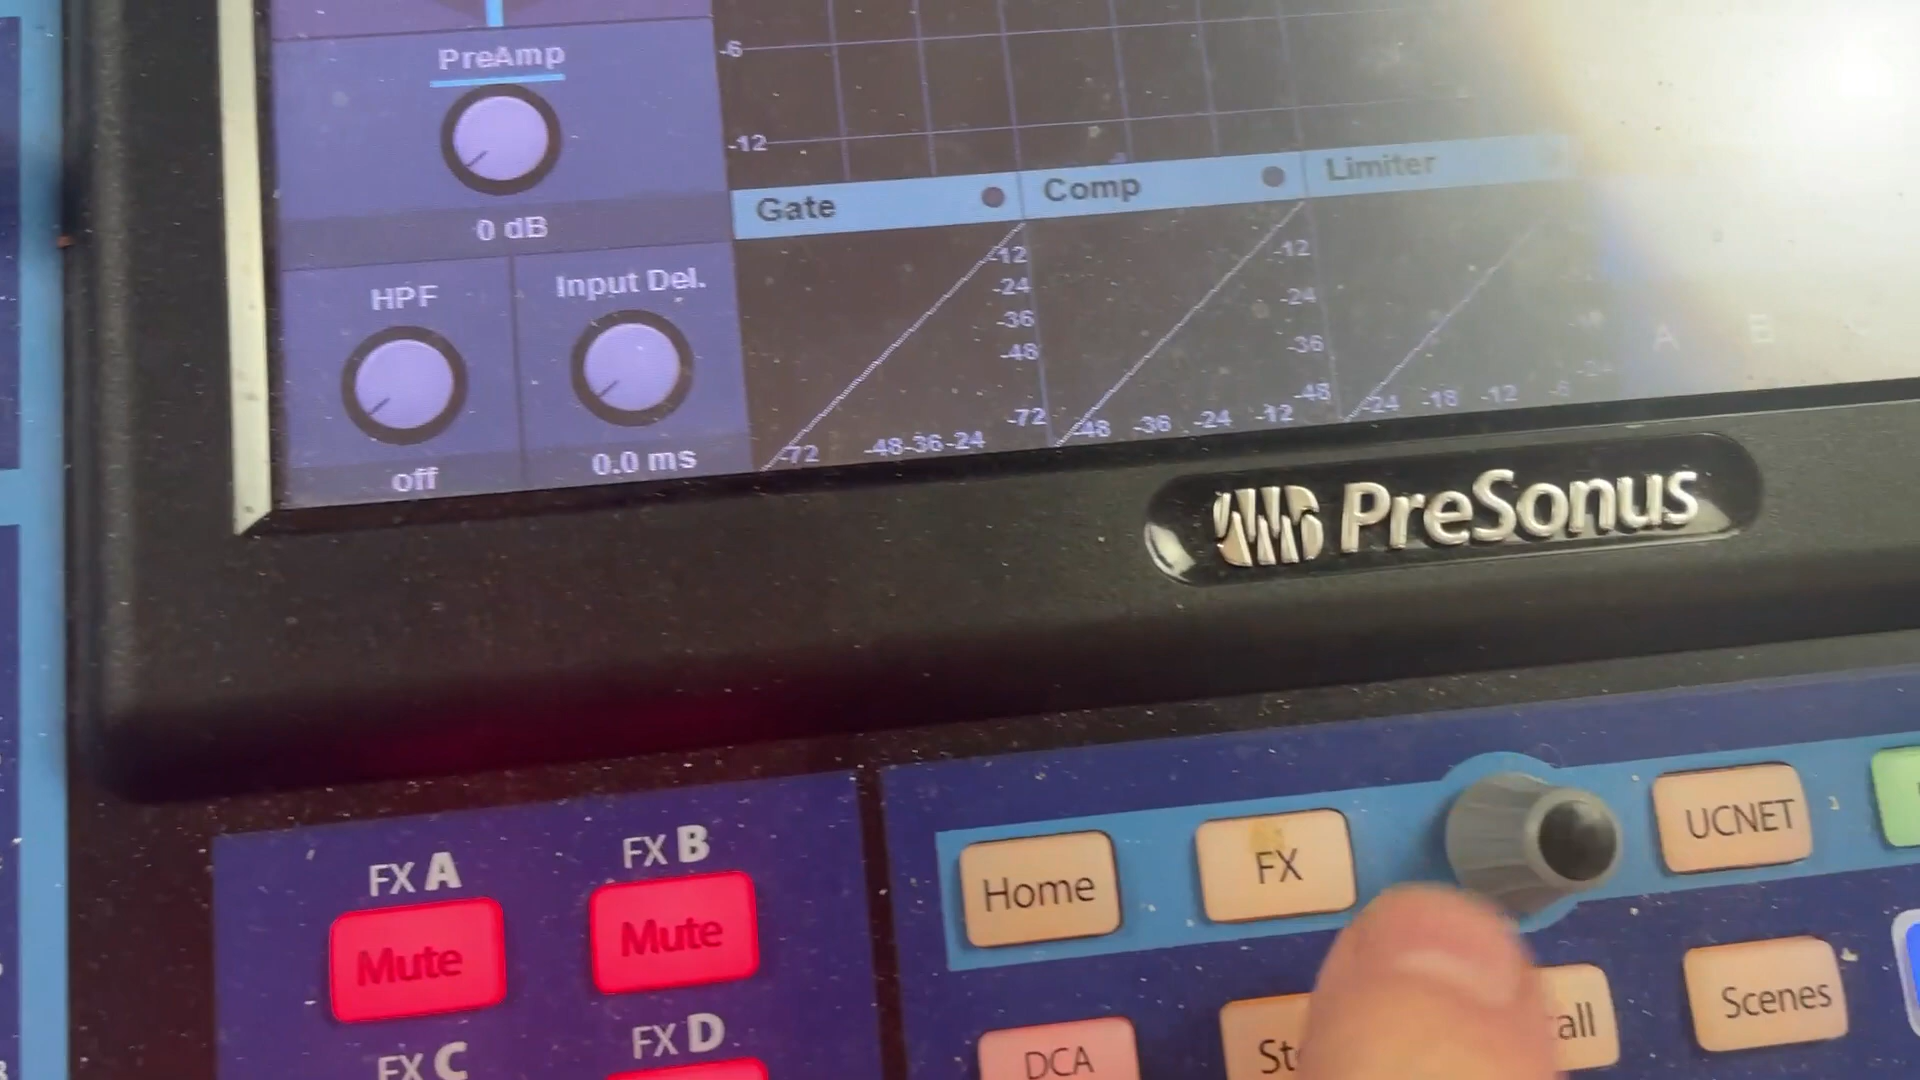 PreAmp
0 dB
HPF
off
Input Del.
0.0 ms
-6
-12
Gate
-12
-24
-36
-48
-72
-72 -48 -36 -24
Comp
-12
-24
-36
-48
-48 -36 -24 -12
Limiter
-24 -18 -12 -6
A
PreSonus
FX A
Mute
FX B
Mute
FX C
FX D
Home
FX
UCNET
DCA
Scenes